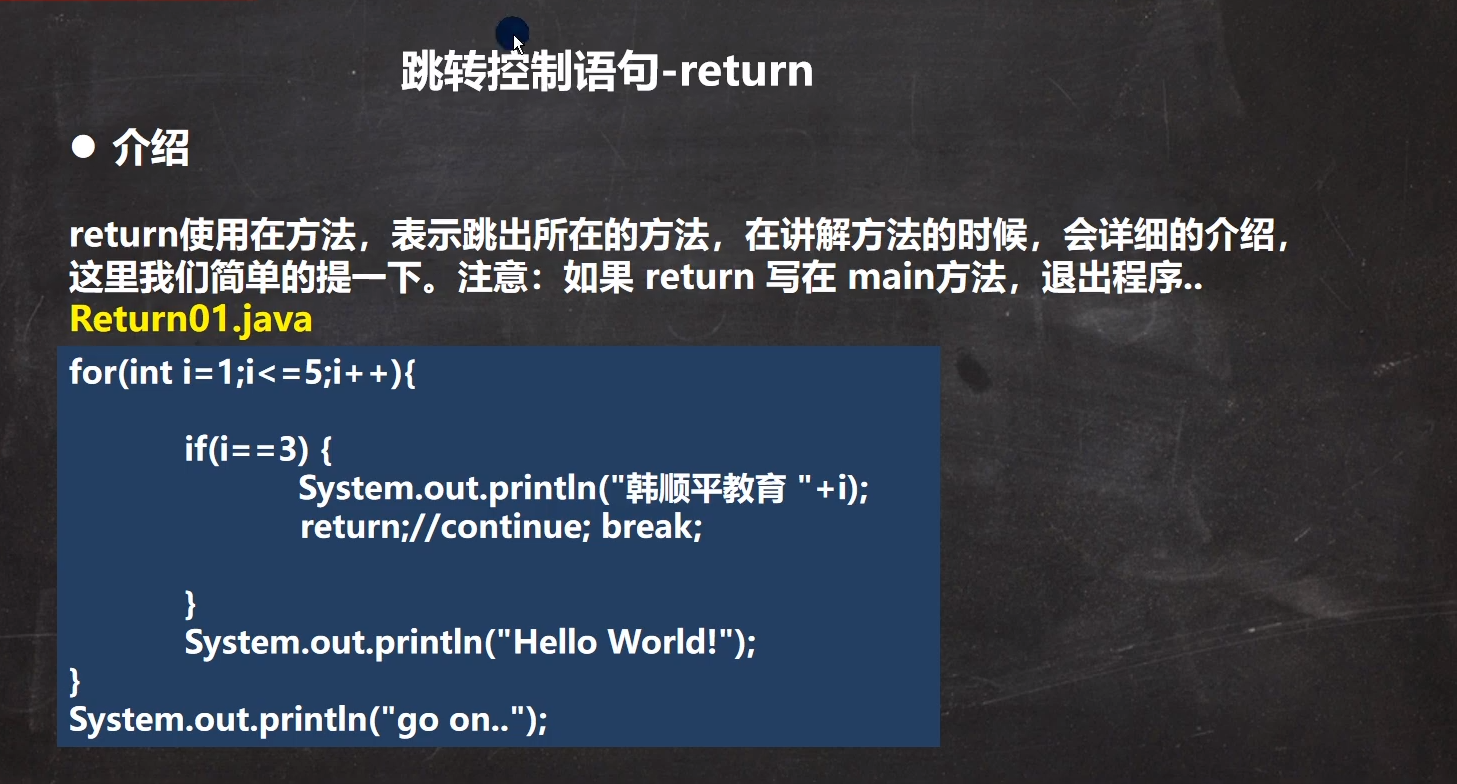 跳转控制语句-return
● 介绍
return使用在方法，表示跳出所在的方法，在讲解方法的时候，会详细的介绍，
这里我们简单的提一下。注意：如果 return 写在 main方法，退出程序..
Return01.java
for(int i=1;i<=5;i++){
if(i==3) {
System.out.println("韩顺平教育 "+i);
return;//continue; break;
}
System.out.println("Hello World!");
}
System.out.println("go on..");